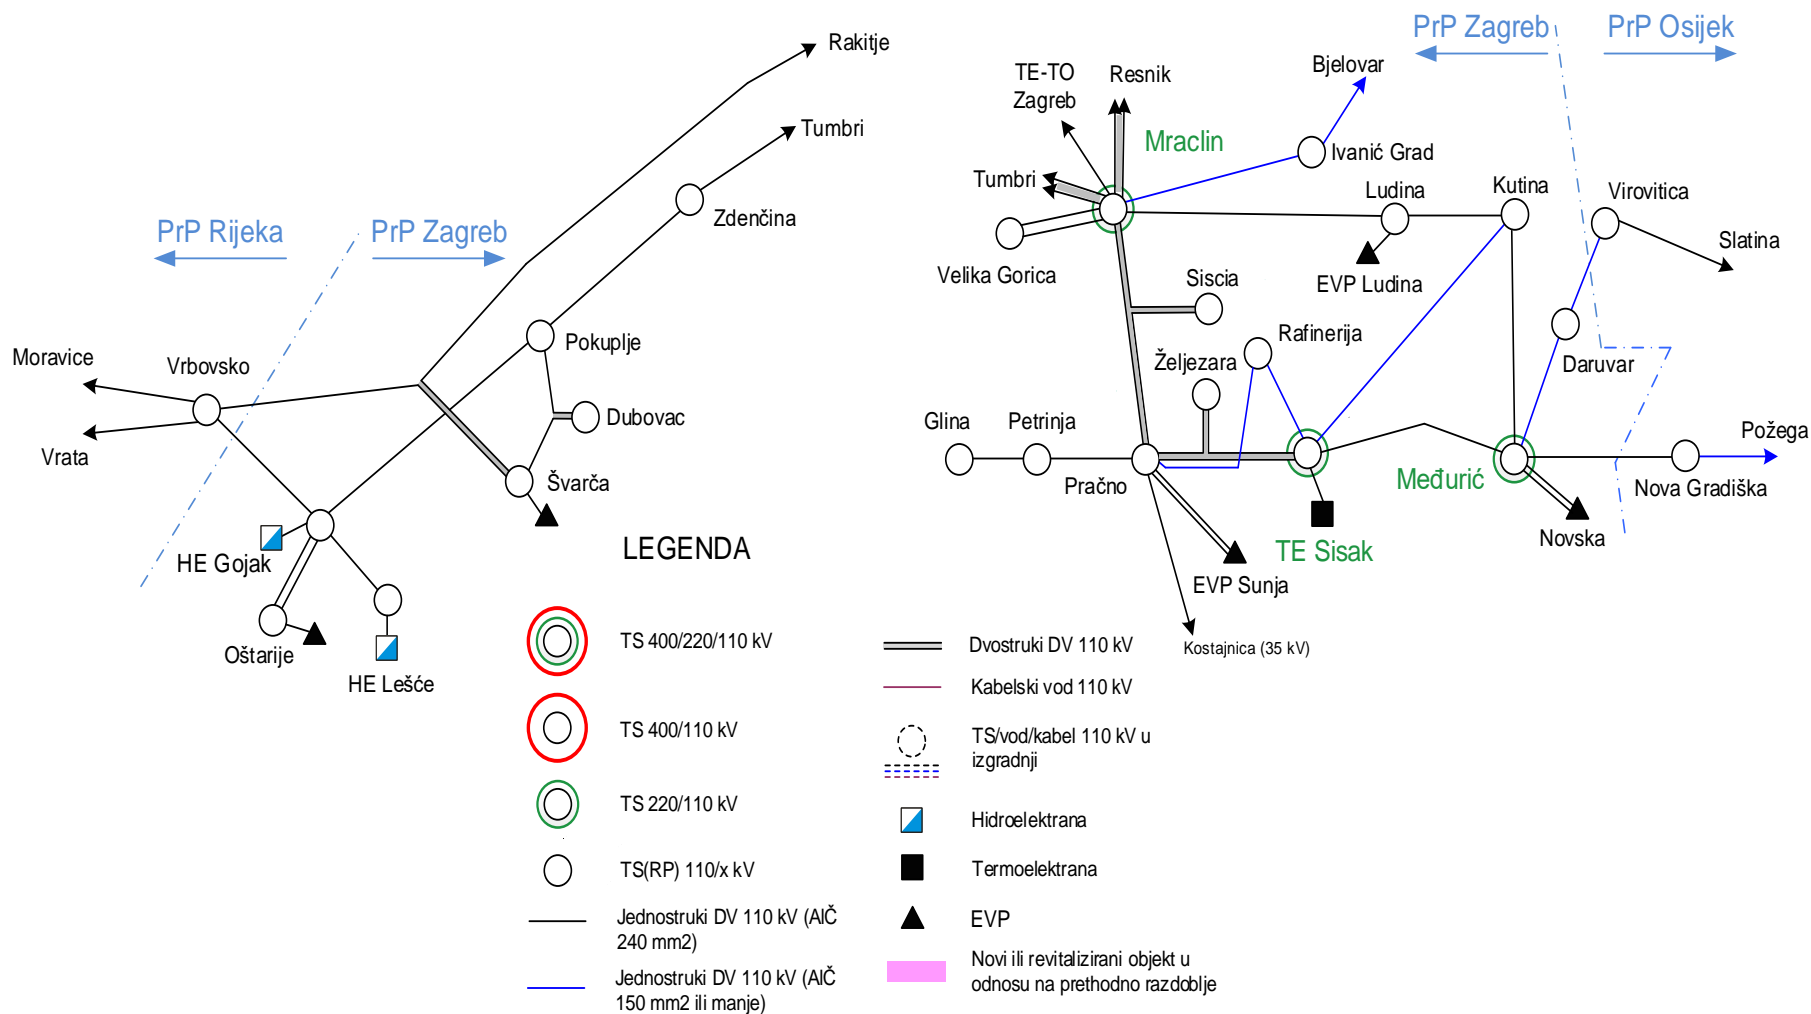 Rakitje
Tumbri
Zdenčina
PrP Rijeka
PrP Zagreb
Pokuplje
Moravice
Vrbovsko
Dubovac
Vrata
Švarča
HE Gojak
Oštarije
HE Lešće
PrP Zagreb
PrP Osijek
TE-TO
Zagreb
Resnik
Bjelovar
Mraclin
Ivanić Grad
Tumbri
Ludina
Kutina
Virovitica
Slatina
Velika Gorica
Siscia
EVP Ludina
Rafinerija
Željezara
Daruvar
Glina
Petrinja
Požega
Pračno
Međurić
Nova Gradiška
TE Sisak
Novska
EVP Sunja
Kostajnica (35 kV)
LEGENDA
TS 400/220/110 kV
TS 400/110 kV
TS 220/110 kV
TS(RP) 110/x kV
Jednostruki DV 110 kV (AlČ
240 mm2)
Jednostruki DV 110 kV (AlČ
150 mm2 ili manje)
Dvostruki DV 110 kV
Kabelski vod 110 kV
TS/vod/kabel 110 kV u
izgradnji
Hidroelektrana
Termoelektrana
EVP
Novi ili revitalizirani objekt u
odnosu na prethodno razdoblje